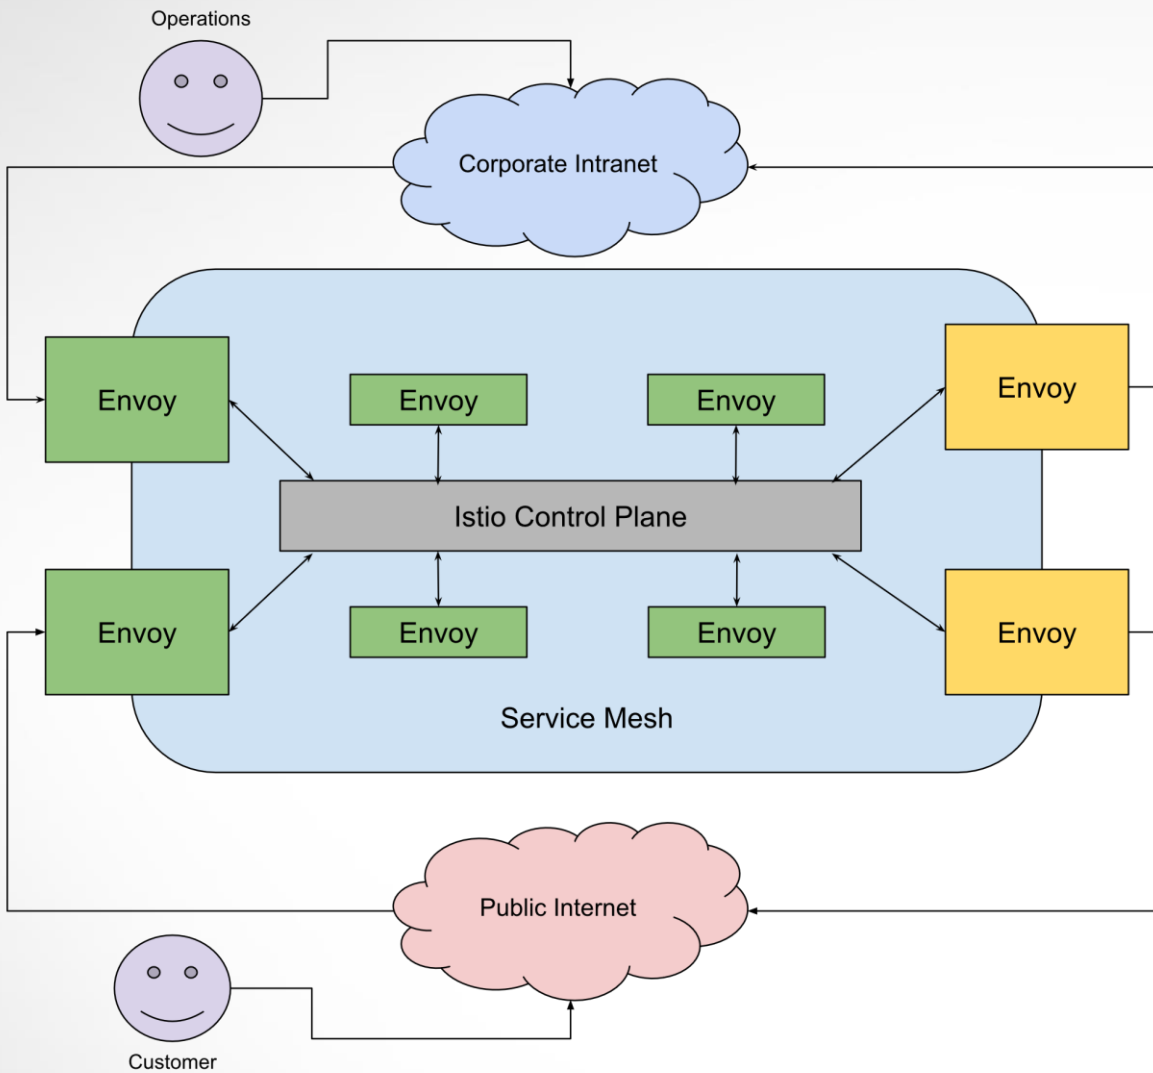 Operations
Corporate Intranet
Envoy
Envoy
Envoy
Envoy
Istio Control Plane
Envoy
Envoy
Envoy
Envoy
Service Mesh
Public Internet
Customer